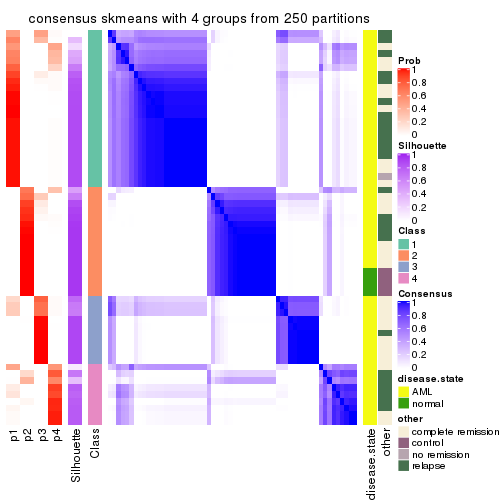 consensus skmeans with 4 groups from 250 partitions
Prob
1
0.8
0.6
0.4
0.2
0
Silhouette
1
0.8
0.6
0.4
0.2
0
Class
1
2
3
4
Consensus
1
0.8
0.6
0.4
0.2
0
disease.state
AML
normal
other
complete remission
control
no remission
relapse
p1
p2
p3
p4
Silhouette
Class
disease.state
other